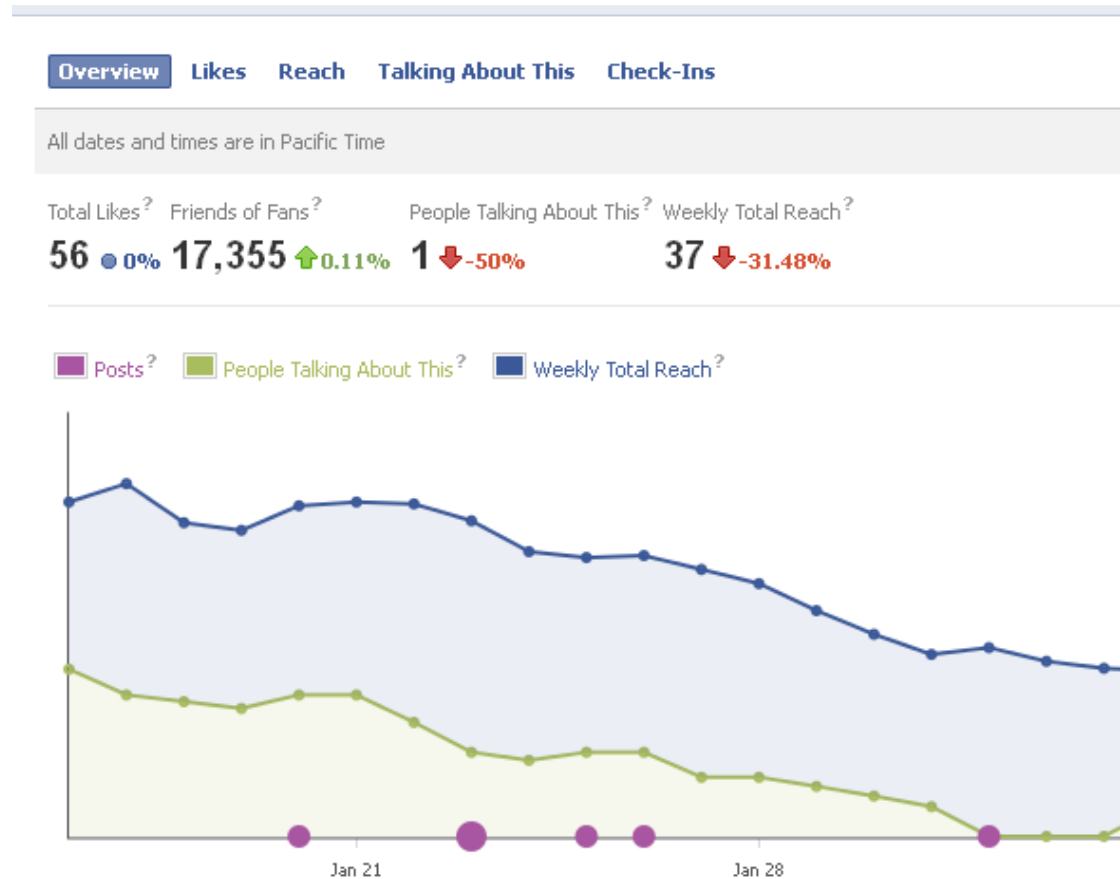 Overview Likes Reach Talking About This Check-Ins
All dates and times are in Pacific Time
Total Likes? Friends of Fans? People Talking About This? Weekly Total Reach?
56 0% 17,355 0.11% 1 -50% 37 -31.48%
Posts? People Talking About This? Weekly Total Reach?
Jan 21 Jan 28